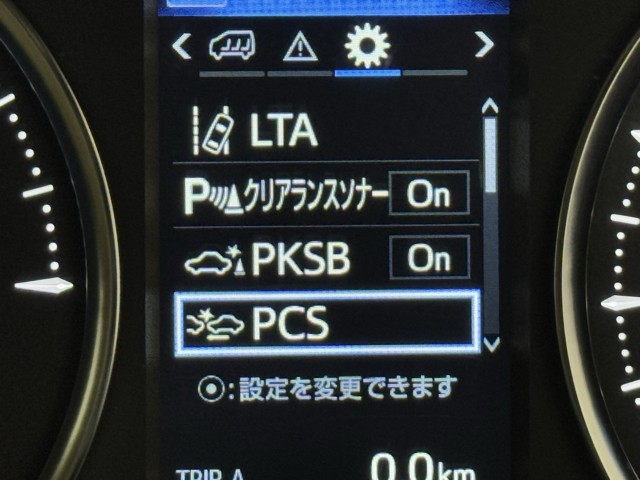 LTA
Pクリアランスソナー On
PKSB On
PCS
:設定を変更できます
TRIP A 0.0km